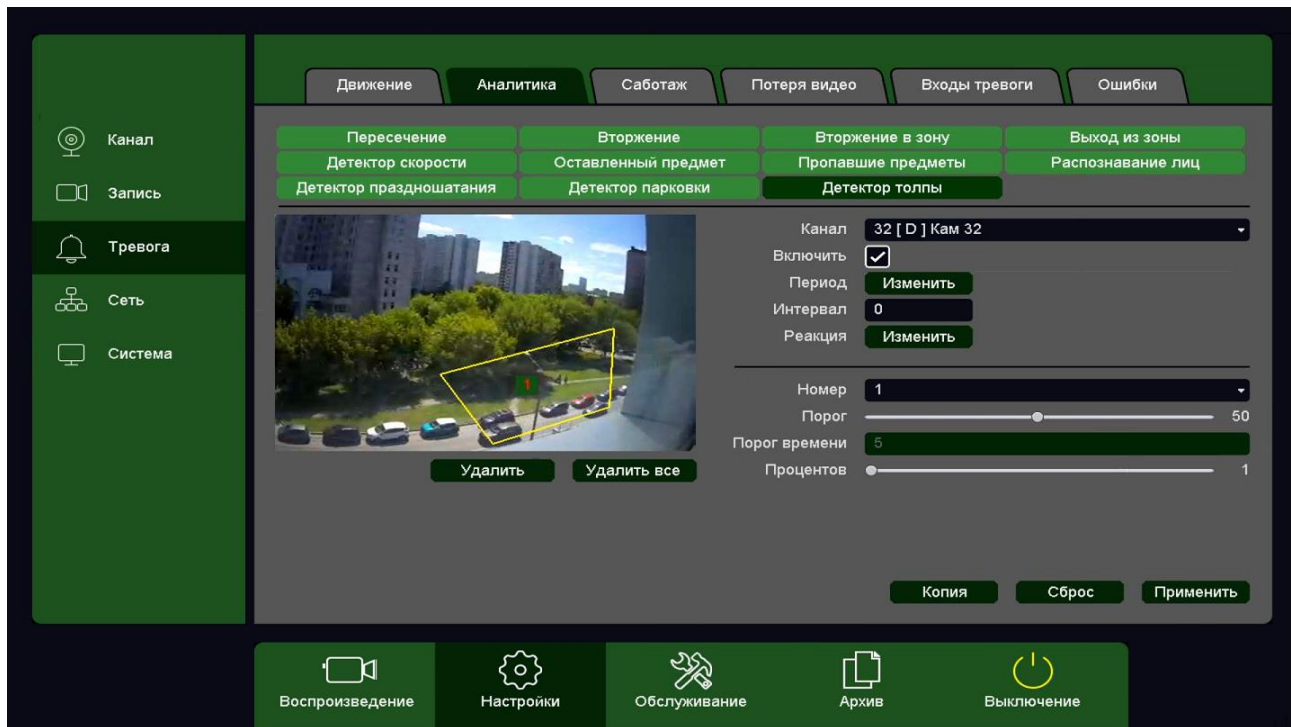 Движение Аналитика Саботаж Потеря видео Входы тревоги Ошибки
Канал
Запись
Тревога
Сеть
Система
Пересечение Вторжение Вторжение в зону Выход из зоны
Детектор скорости Оставленный предмет Пропавшие предметы Распознавание лиц
Детектор праздношатания Детектор парковки Детектор толпы
1
Удалить Удалить все
Канал 32 [ D ] Кам 32
Включить
Период Изменить
Интервал 0
Реакция Изменить
Номер 1
Порог 50
Порог времени 5
Процентов 1
Копия Сброс Применить
Воспроизведение Настройки Обслуживание Архив Выключение